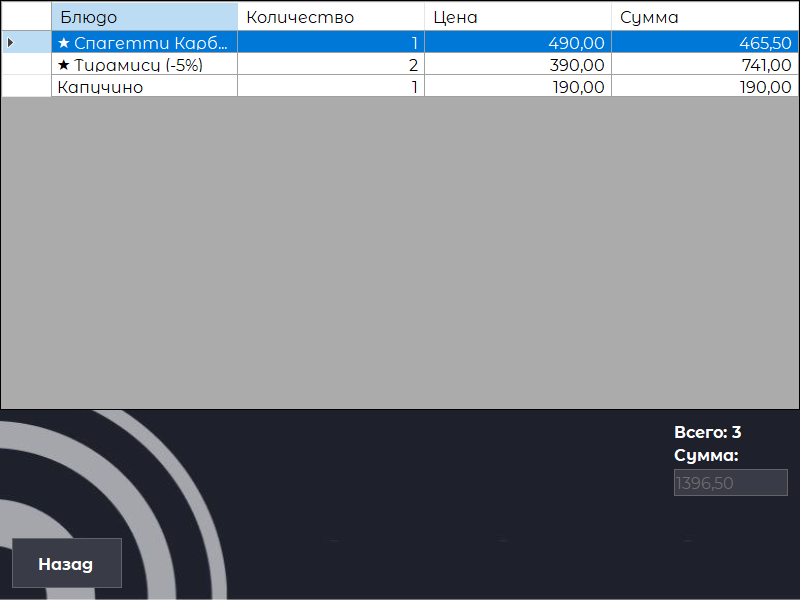 Блюдо Количество Цена Сумма
★ Спагетти Карб... 1 490,00 465,50
★ Тирамису (-5%) 2 390,00 741,00
Капучино 1 190,00 190,00
Всего: 3
Сумма:
1396,50
Назад